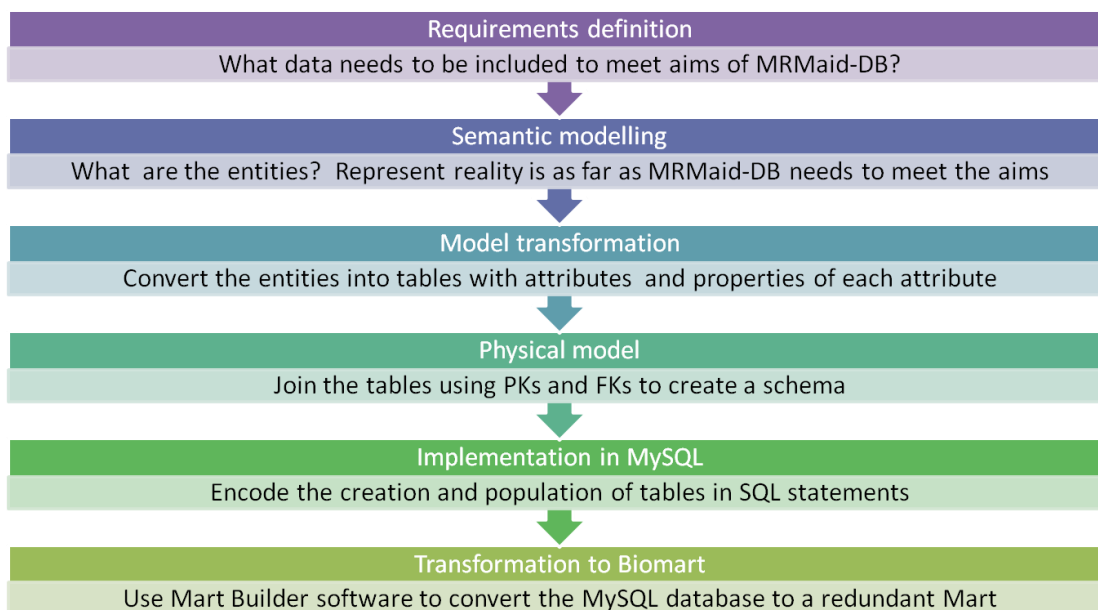 Requirements definition
What data needs to be included to meet aims of MRMaid-DB?
Semantic modelling
What are the entities? Represent reality is as far as MRMaid-DB needs to meet the aims
Model transformation
Convert the entities into tables with attributes and properties of each attribute
Physical model
Join the tables using PKs and FKs to create a schema
Implementation in MySQL
Encode the creation and population of tables in SQL statements
Transformation to Biomart
Use Mart Builder software to convert the MySQL database to a redundant Mart